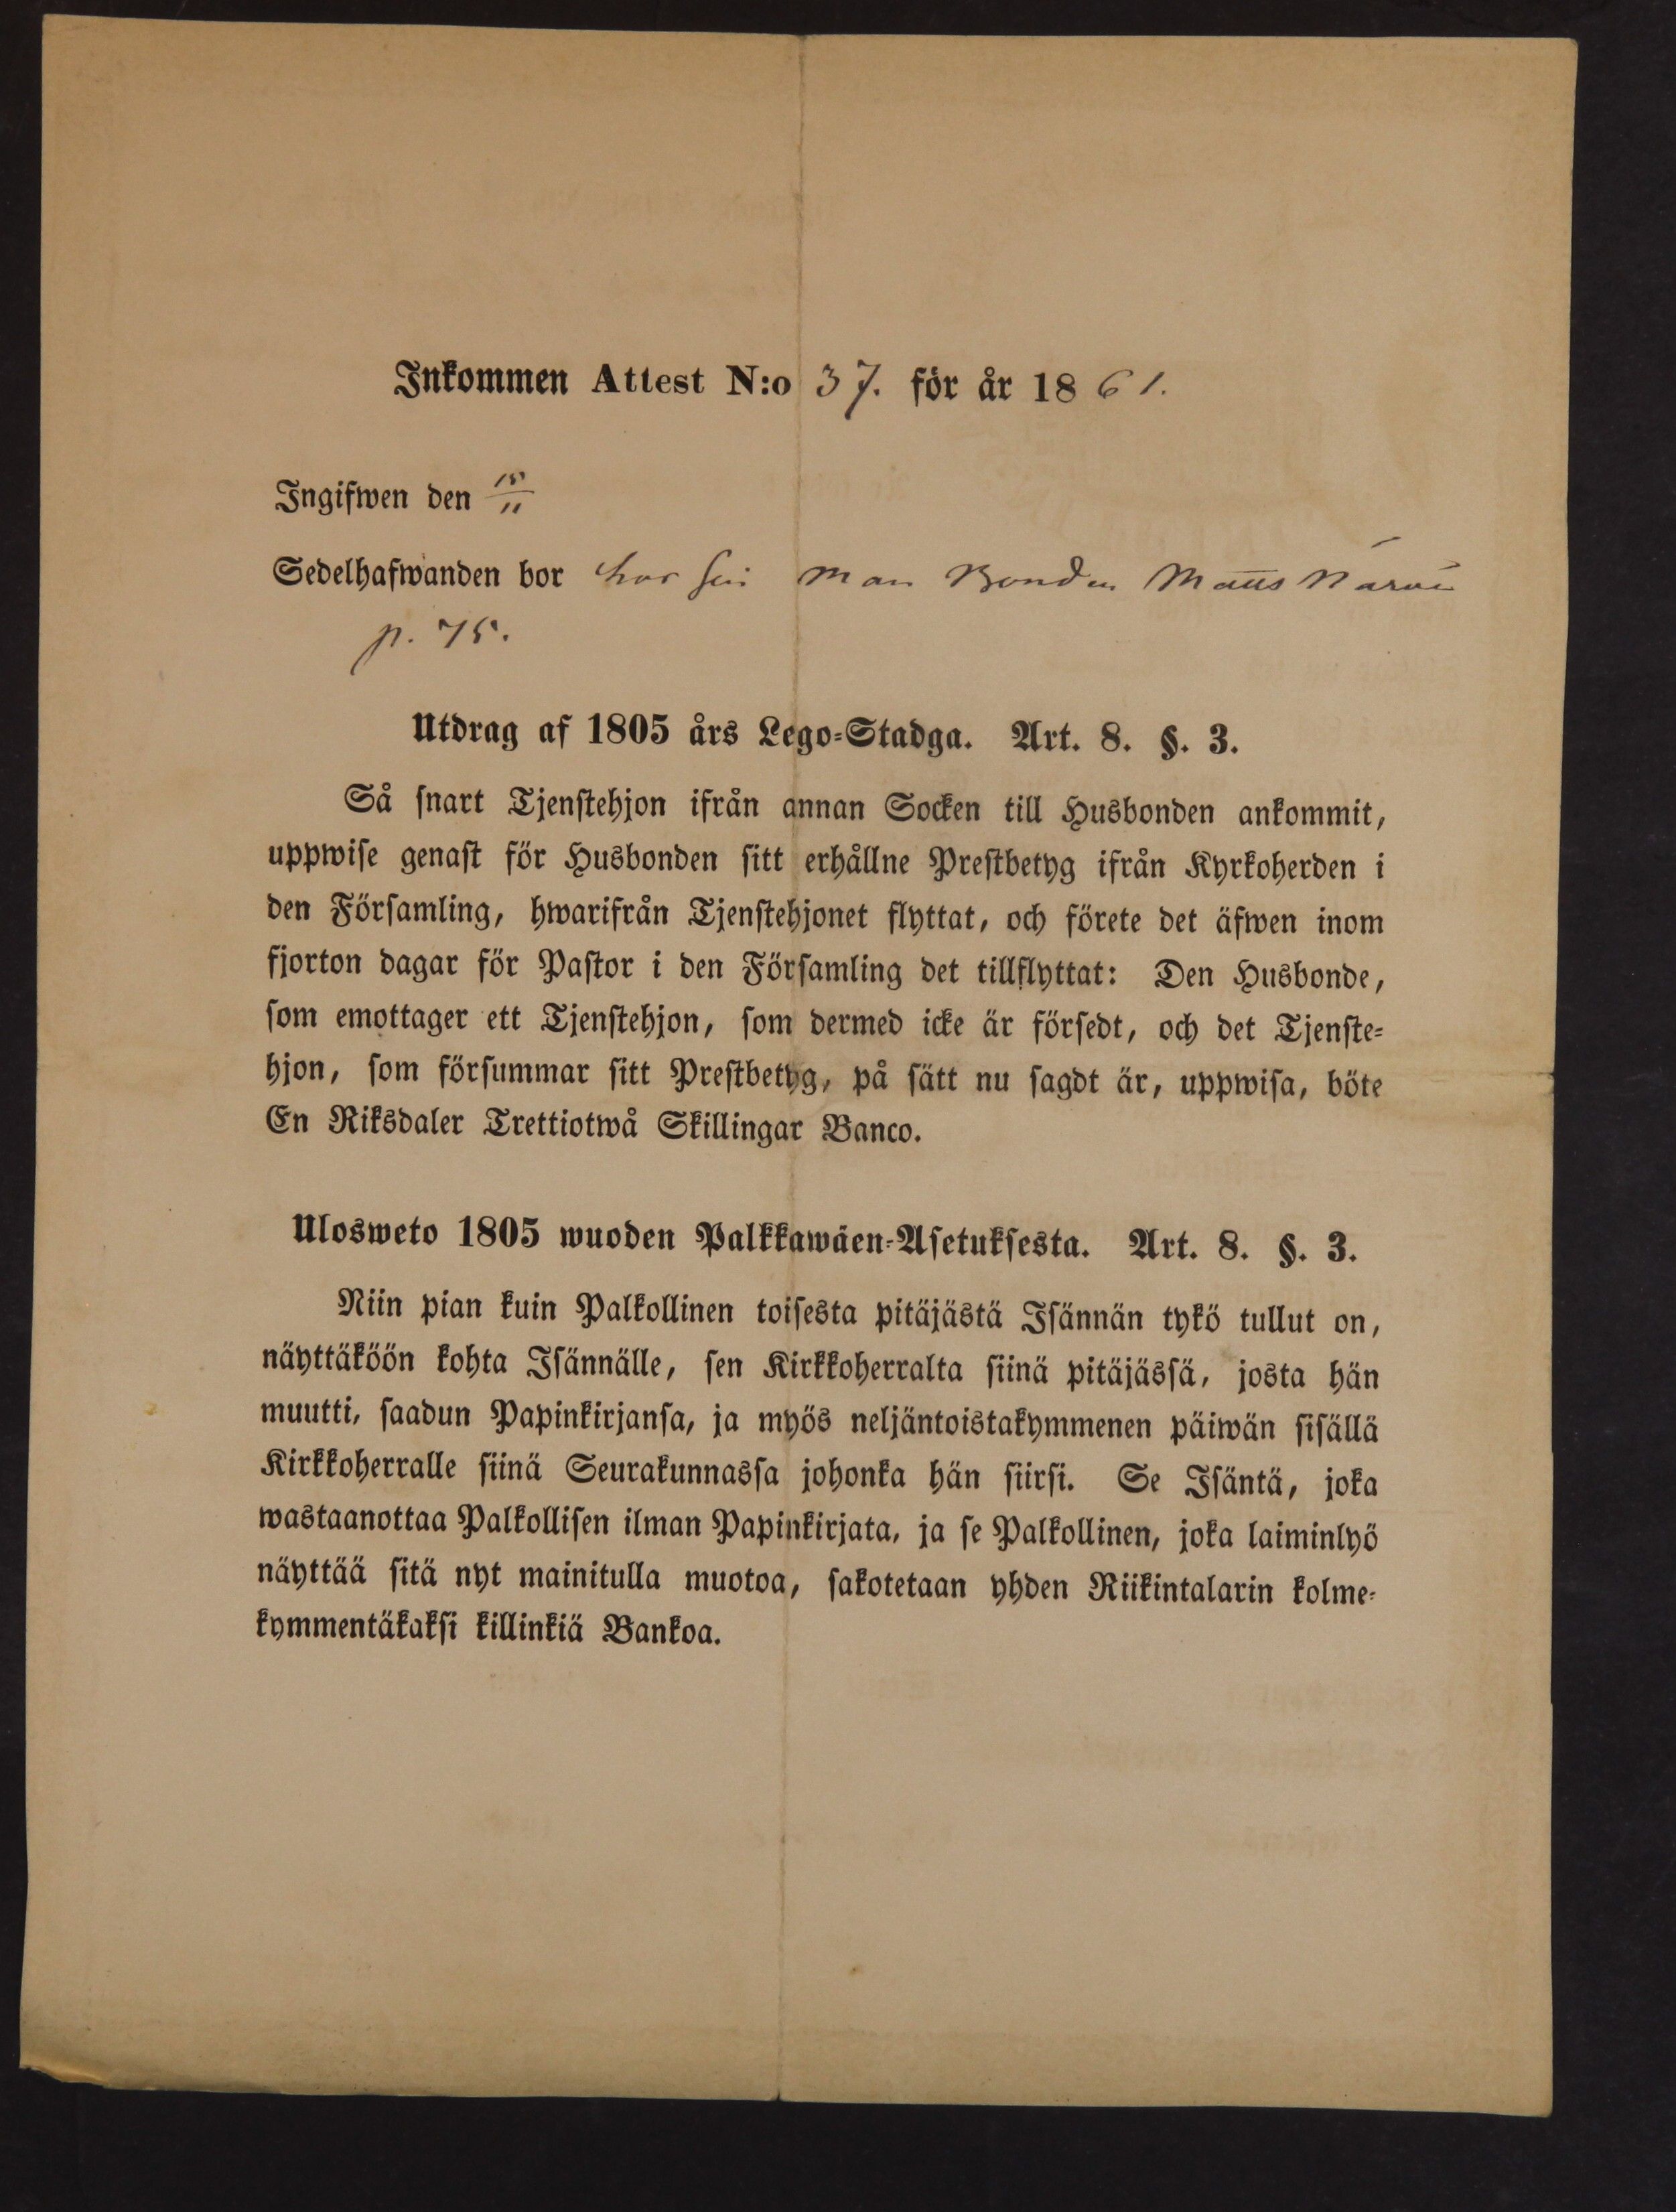 Inkommen Attest N:o 37. för år 1861.
Ingifwen den 15/11
Sedelhafwanden bor hos sin man Bonden Matts Närvi
p. 75.
Utdrag af 1805 års Lego-Stadga. Art. 8. §. 3.
Så snart Tjenstehjon ifrån annan Socken till Husbonden ankommit,
uppwise genast för Husbonden sitt erhållne Prestbetyg ifrån Kyrkoherden i
den Församling, hwarifrån Tjenstehjonet flyttat, och förete det äfwen inom
fjorton dagar för Pastor i den Församling det tillflyttat: Den Husbonde,
som emottager ett Tjenstehjon, som dermed icke är försedt, och det Tjenste-
hjon, som försummar sitt Prestbetyg, på sätt nu sagdt är, uppwisa, böte
En Riksdaler Trettiotwå Skillingar Banco.
Ulosweto 1805 wuoden Palkkawäen-Asetuksesta. Art. 8. §. 3.
Niin pian kuin Palkollinen toisesta pitäjästä Isännän tykö tullut on,
näyttäköön kohta Isännälle, sen Kirkkoherralta siinä pitäjässä, josta hän
muutti, saadun Papinkirjansa, ja myös neljäntoistakymmenen päiwän sisällä
Kirkkoherralle siinä Seurakunnassa johonka hän siirsi. Se Isäntä, joka
wastaanottaa Palkollisen ilman Papinkirjata, ja se Palkollinen, joka laiminlyö
näyttää sitä nyt mainitulla muotoa, sakotetaan yhden Riikintalarin kolme-
kymmentäkaksi killinkiä Bankoa.